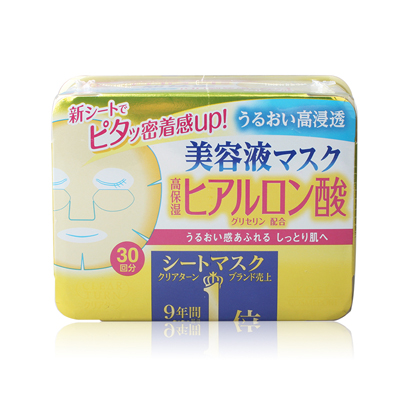 新シートで
ピタッ密着感up!
うるおい高浸透
美容液マスク
高保湿
ヒアルロン酸
グリセリン 配合
うるおい感あふれる しっとり肌へ
30
回分
シートマスク
クリアターン ブランド売上
9年間
1位